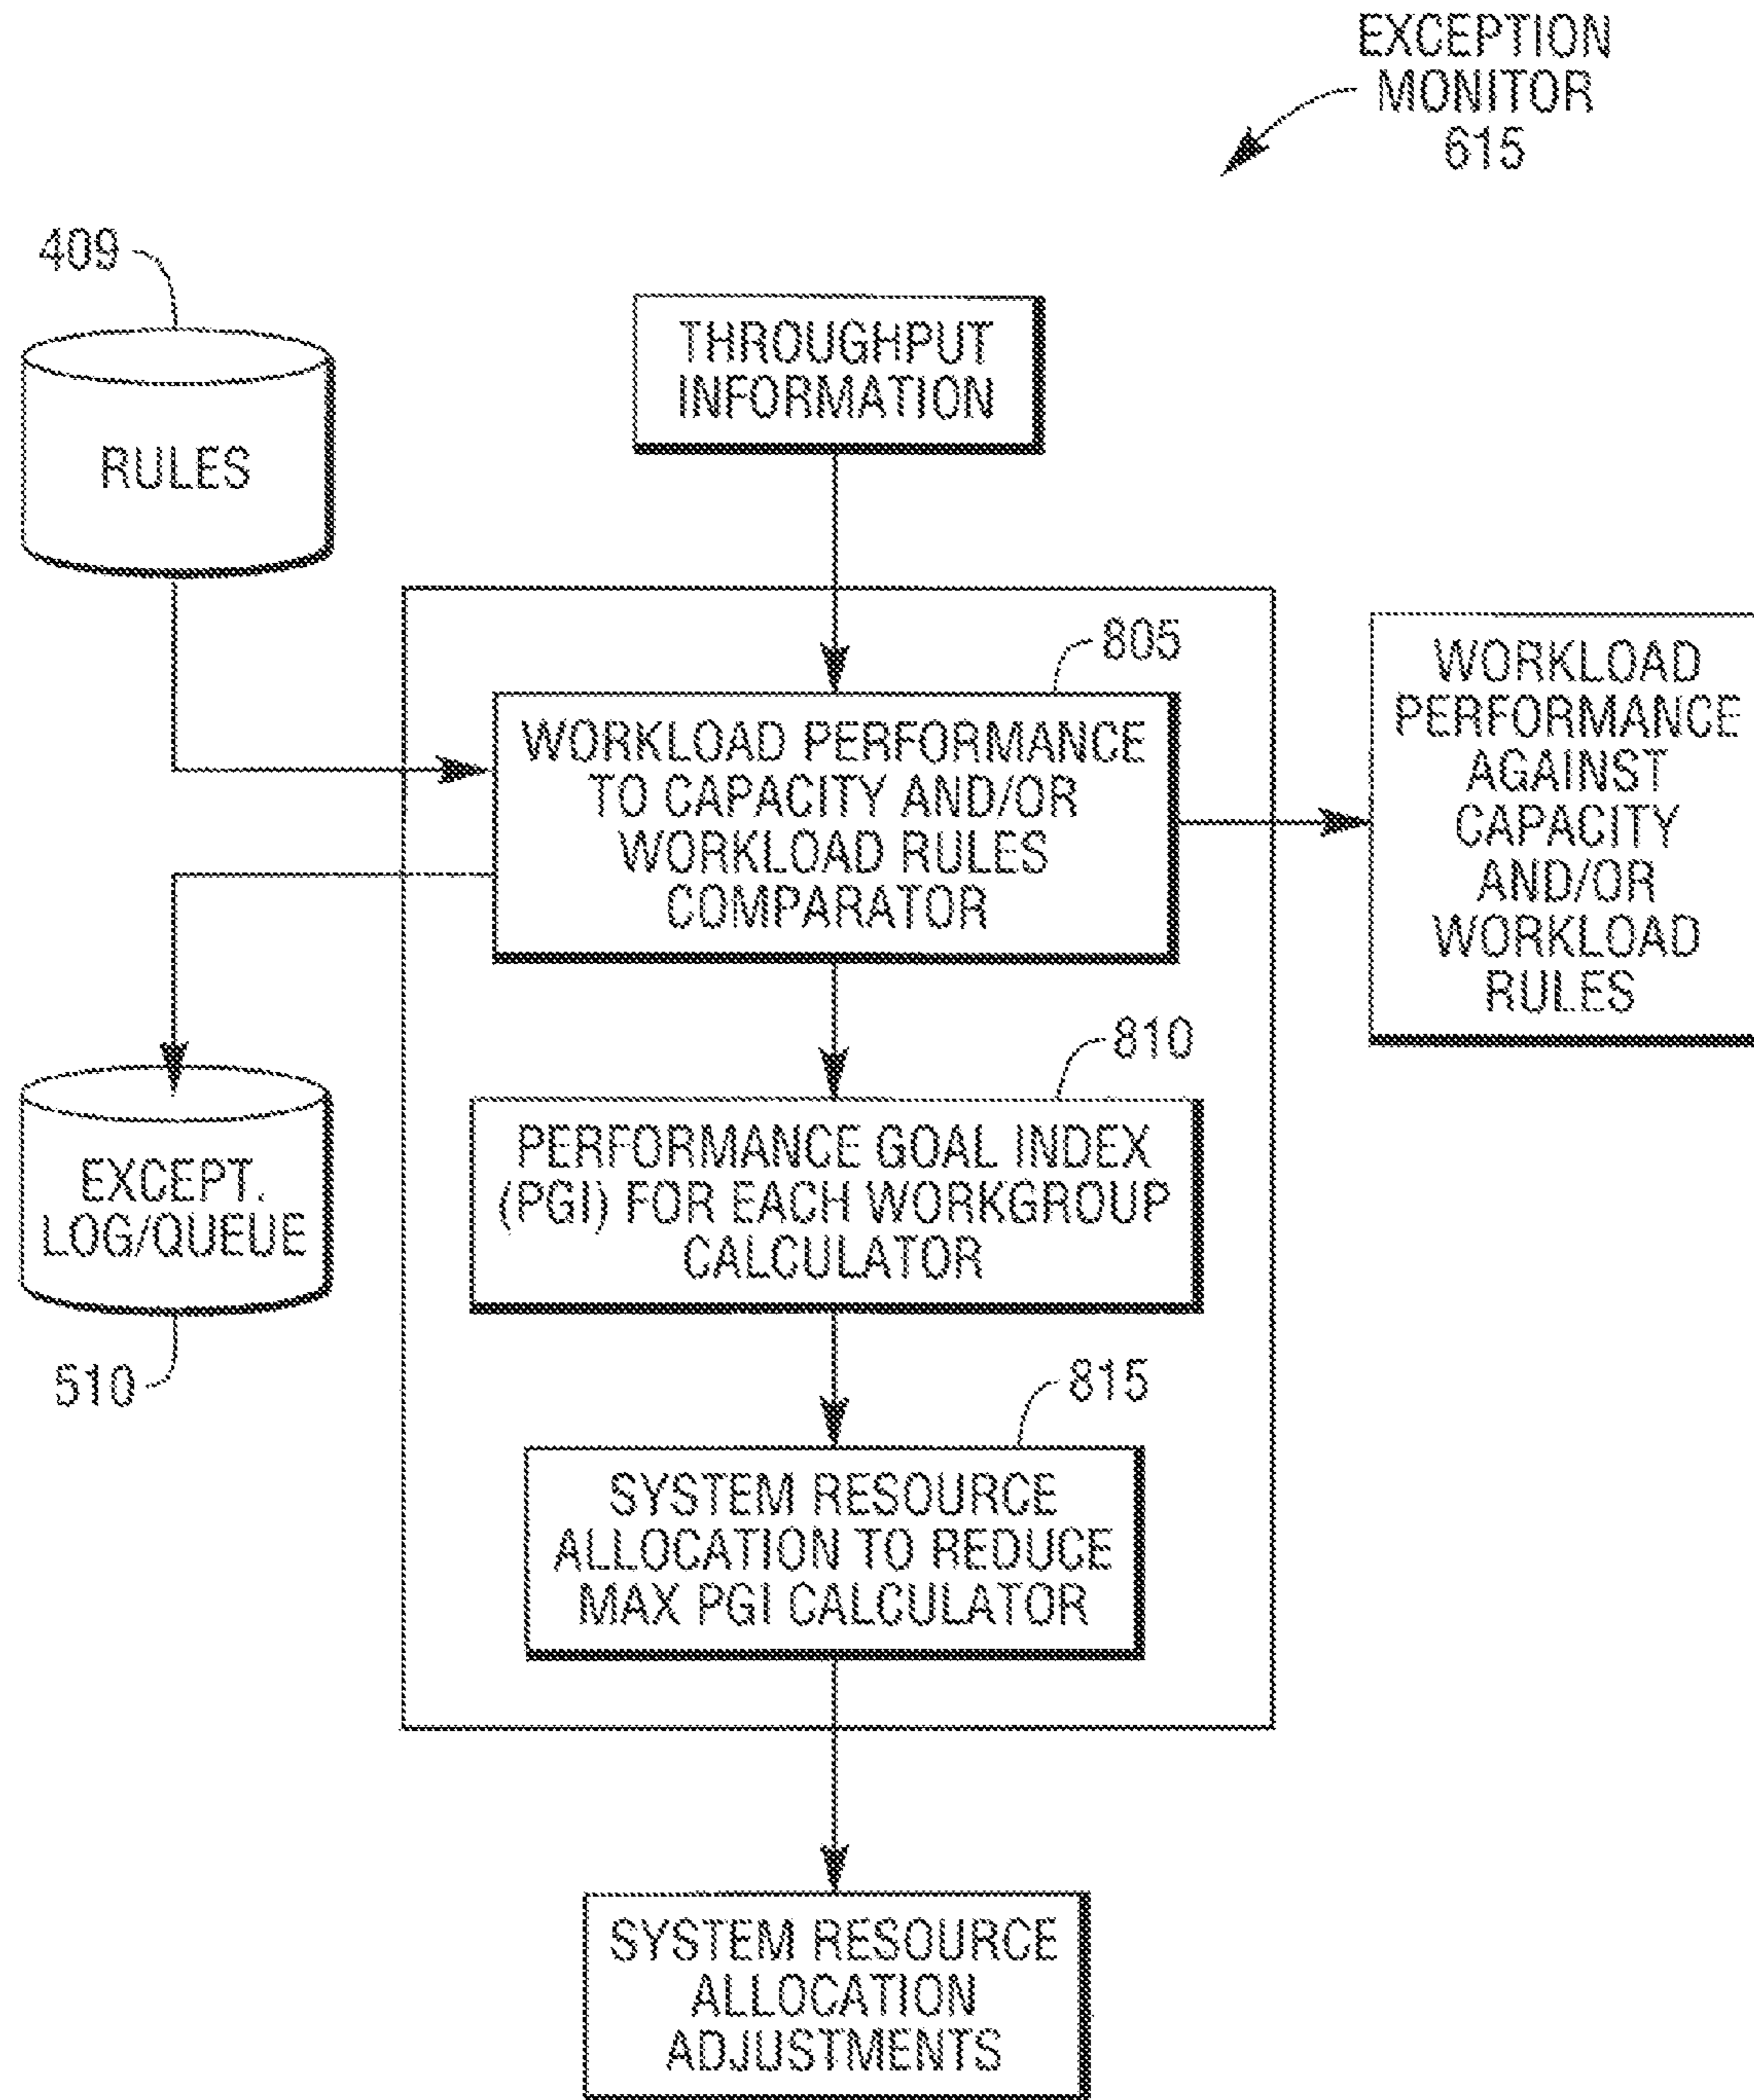 EXCEPTION
MONITOR
615
409
RULES
THROUGHPUT
INFORMATION
805
WORKLOAD PERFORMANCE
TO CAPACITY AND/OR
WORKLOAD RULES
COMPARATOR
WORKLOAD
PERFORMANCE
AGAINST
CAPACITY
AND/OR
WORKLOAD
RULES
810
PERFORMANCE GOAL INDEX
(PGI) FOR EACH WORKGROUP
CALCULATOR
EXCEPT.
LOG/QUEUE
510
815
SYSTEM RESOURCE
ALLOCATION TO REDUCE
MAX PGI CALCULATOR
SYSTEM RESOURCE
ALLOCATION
ADJUSTMENTS